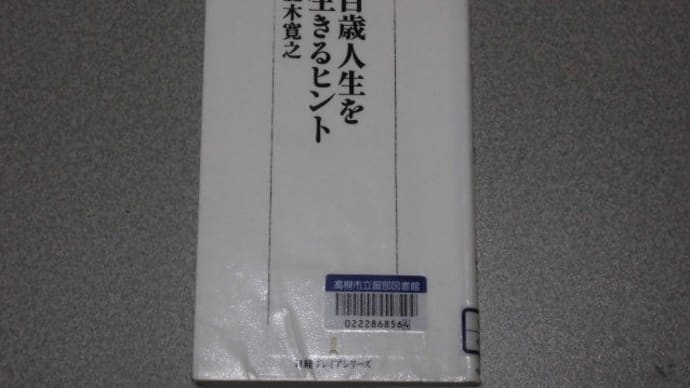 百歳人生を
生きるヒント
五木寛之
高槻市立服部図書館
0222868564
日経プレミアシリーズ